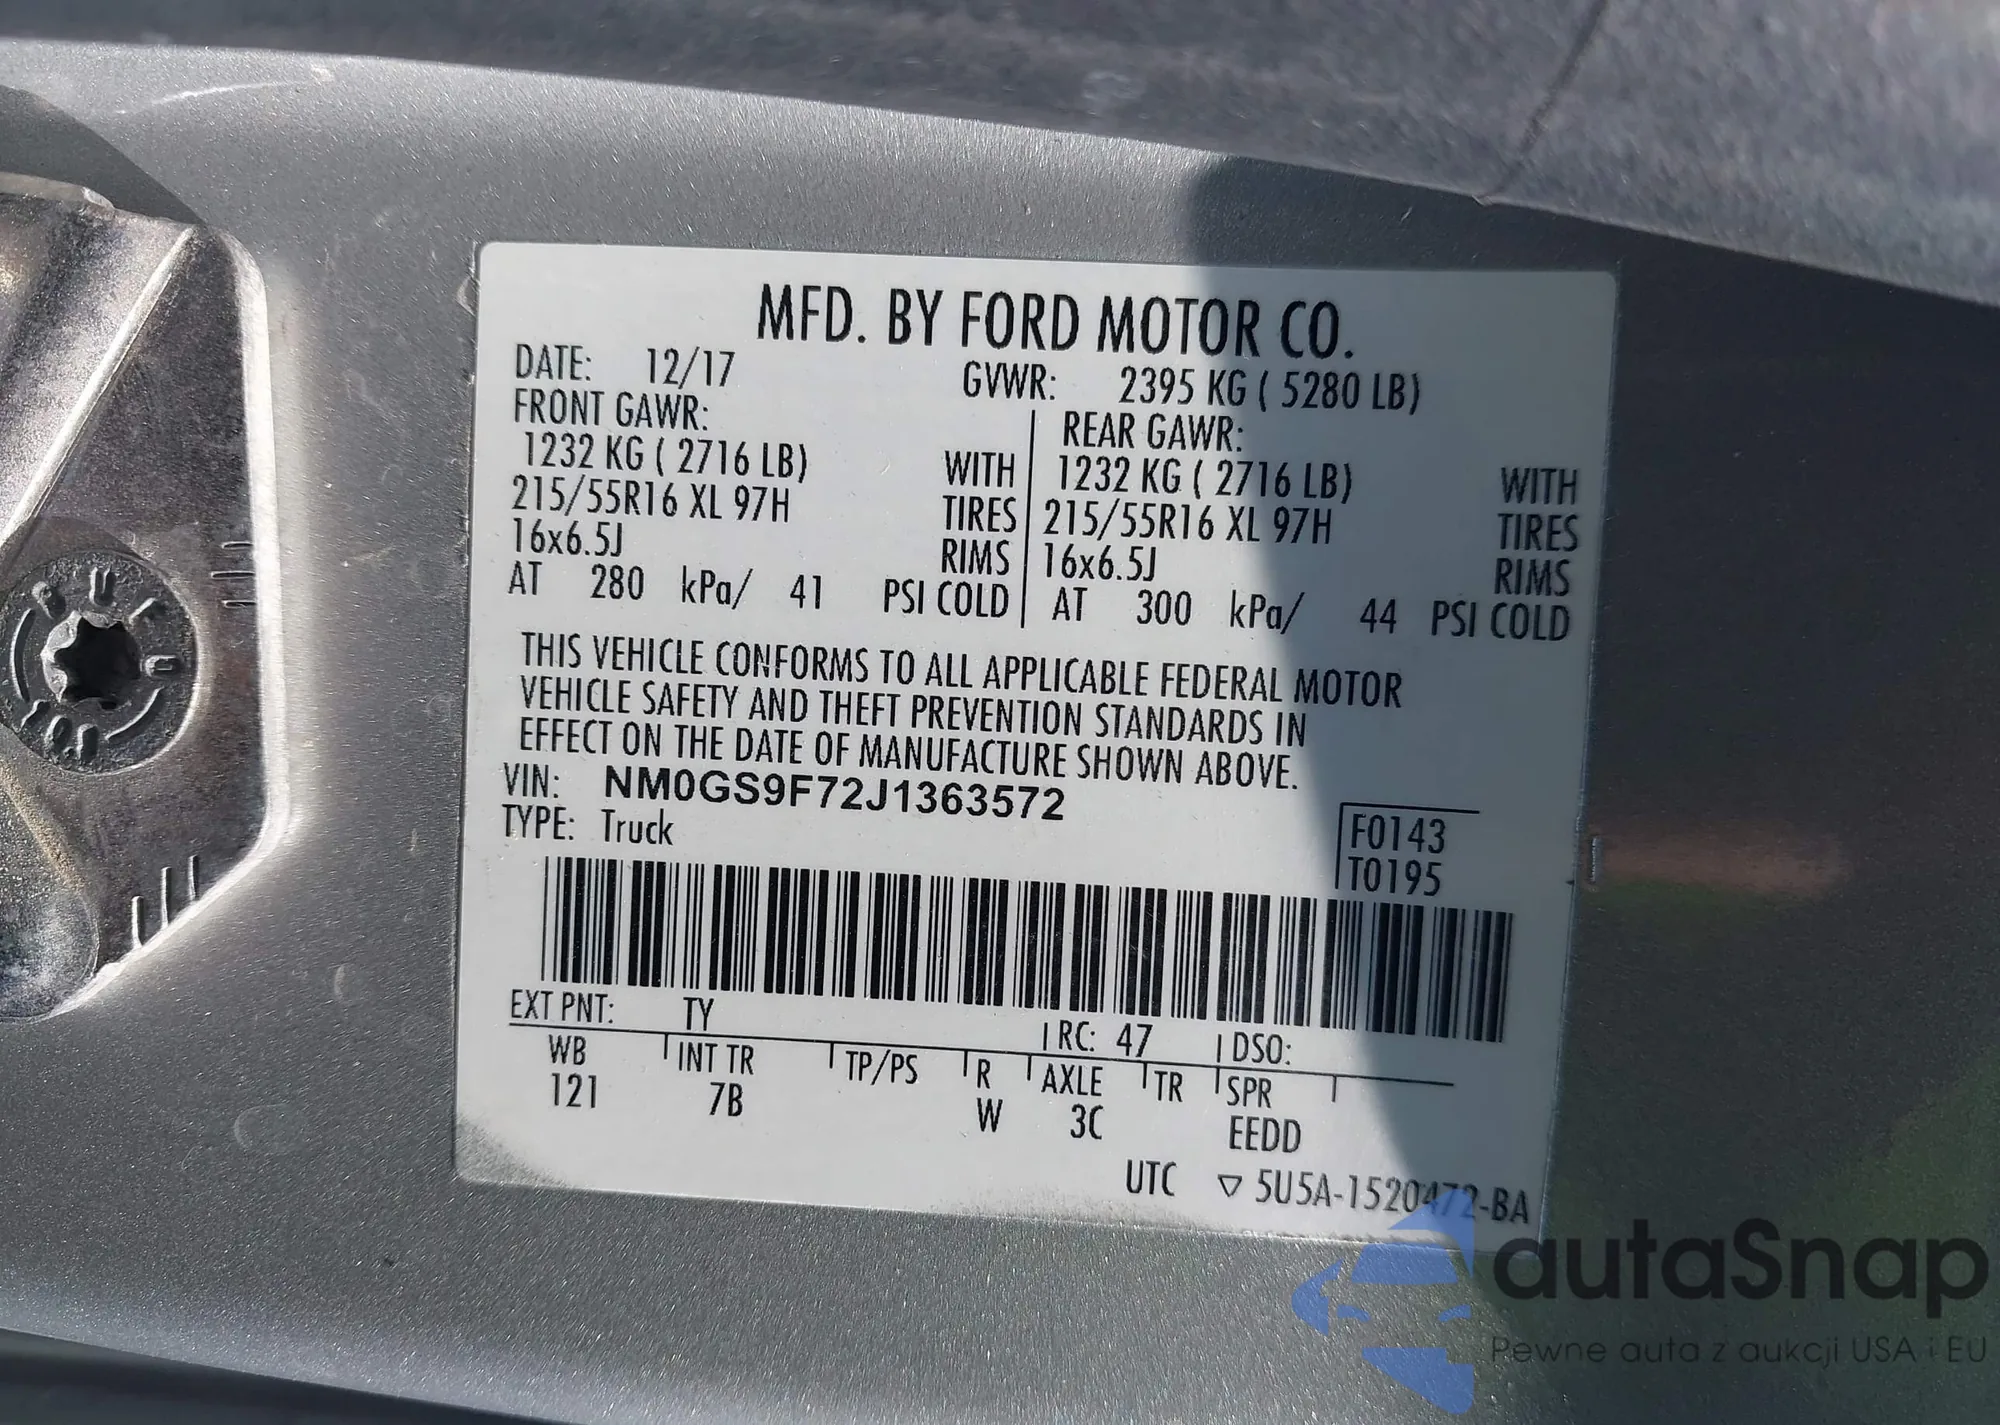 MFD. BY FORD MOTOR CO.
DATE: 12/17 GVWR: 2395 KG ( 5280 LB)
FRONT GAWR: REAR GAWR:
1232 KG ( 2716 LB) WITH 1232 KG ( 2716 LB) WITH
215/55R16 XL 97H TIRES 215/55R16 XL 97H TIRES
16x6.5J RIMS 16x6.5J RIMS
AT 280 kPa/ 41 PSI COLD AT 300 kPa/ 44 PSI COLD
THIS VEHICLE CONFORMS TO ALL APPLICABLE FEDERAL MOTOR
VEHICLE SAFETY AND THEFT PREVENTION STANDARDS IN
EFFECT ON THE DATE OF MANUFACTURE SHOWN ABOVE.
VIN: NM0GS9F72J1363572
TYPE: Truck
F0143
T0195
EXT PNT: TY RC: 47 DSO:
WB INT TR TP/PS R AXLE TR SPR
121 7B W 3C EEDD
UTC ▽ 5U5A-1520472-BA
autaSnap
Pewne auta z aukcji USA i EU